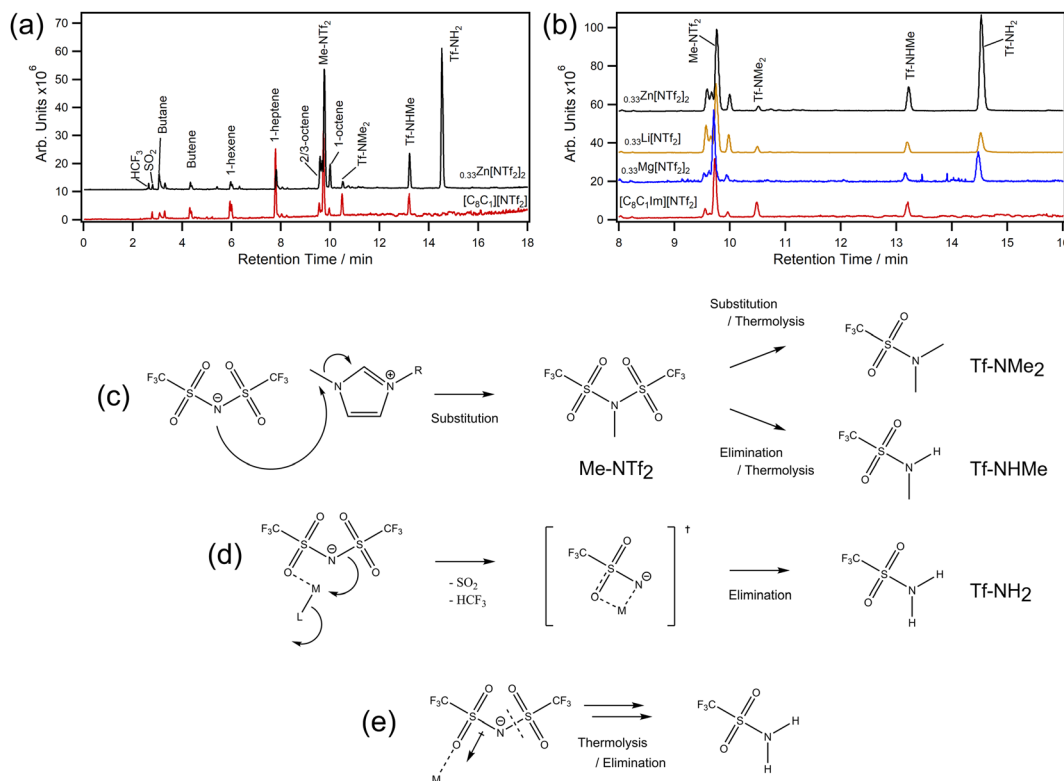 (a)
70
60
50
40
30
20
10
0
Arb. Units x10⁶
HCF₃
SO₂
Butane
Butene
1-hexene
1-heptene
2/3-octene
Me-NTf₂
1-octene
Tf-NMe₂
Tf-NHMe
Tf-NH₂
₀.₃₃Zn[NTf₂]₂
[C₈C₁][NTf₂]
0 2 4 6 8 10 12 14 16 18
Retention Time / min
(b)
100
80
60
40
20
0
Arb. Units x10⁶
Me-NTf₂
Tf-NMe₂
Tf-NHMe
Tf-NH₂
₀.₃₃Zn[NTf₂]₂
₀.₃₃Li[NTf₂]
₀.₃₃Mg[NTf₂]₂
[C₈C₁Im][NTf₂]
8 9 10 11 12 13 14 15 16
Retention Time / min
(c)
O O
F₃C S S CF₃
O N ⊖ O
N N ⊕ R
Substitution
O O
F₃C S S CF₃
O N O
Me-NTf2
Substitution
/ Thermolysis
O
F₃C S
O N
Tf-NMe2
Elimination
/ Thermolysis
O
F₃C S H
O N
Tf-NHMe
(d)
O O
F₃C S S CF₃
O N ⊖ O
M
L
- SO₂
- HCF₃
O
F₃C S
O N ⊖
M
†
Elimination
O
F₃C S H
O N
H
Tf-NH2
(e)
O O
F₃C S S CF₃
O N ⊖ O
M
Thermolysis
/ Elimination
O
F₃C S H
O N
H